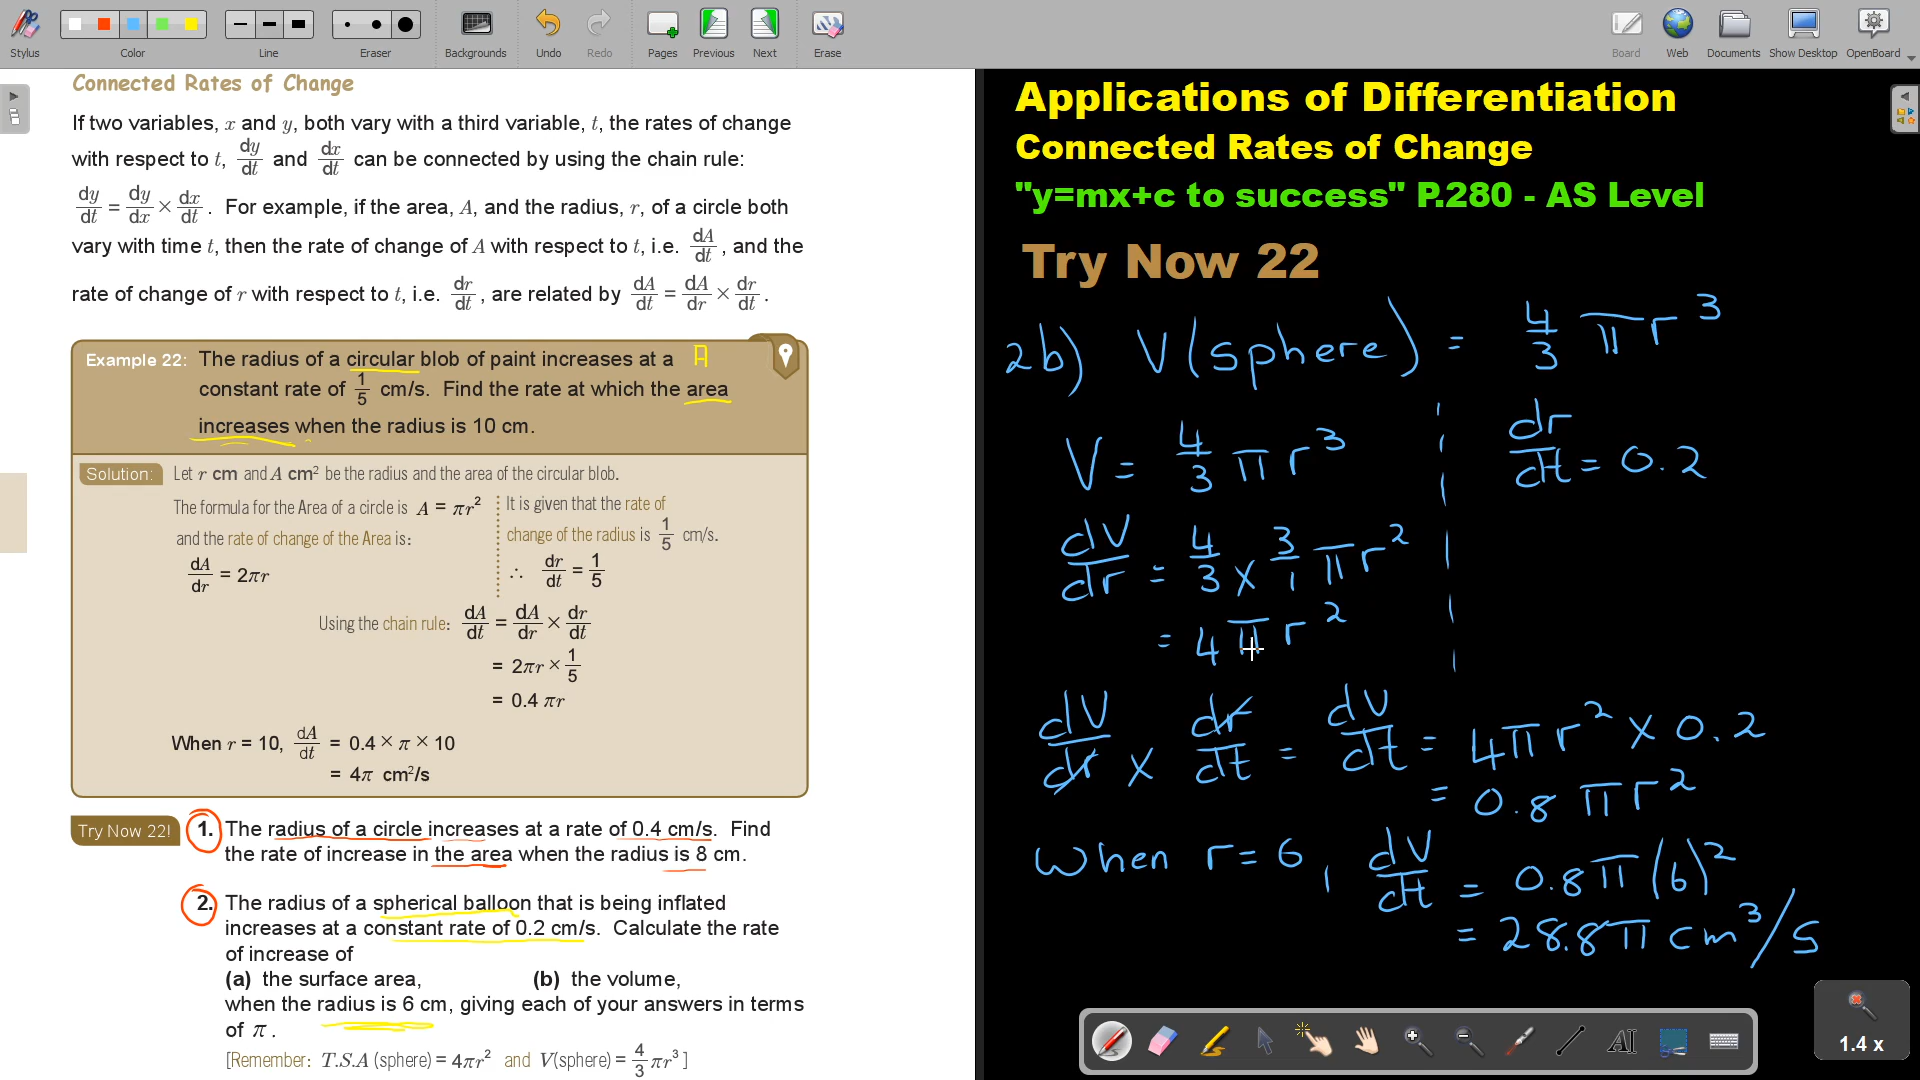 Stylus Color Line Eraser Backgrounds Undo Redo Pages Previous Next Erase Board Web Documents Show Desktop OpenBoard
Connected Rates of Change
If two variables, x and y, both vary with a third variable, t, the rates of change
with respect to t, dy/dt and dx/dt can be connected by using the chain rule:
dy/dt = dy/dx × dx/dt . For example, if the area, A, and the radius, r, of a circle both
vary with time t, then the rate of change of A with respect to t, i.e. dA/dt , and the
rate of change of r with respect to t, i.e. dr/dt , are related by dA/dt = dA/dr × dr/dt .
Example 22: The radius of a circular blob of paint increases at a A
constant rate of 1/5 cm/s. Find the rate at which the area
increases when the radius is 10 cm.
Solution: Let r cm and A cm² be the radius and the area of the circular blob.
The formula for the Area of a circle is A = πr²
and the rate of change of the Area is:
dA/dr = 2πr
It is given that the rate of
change of the radius is 1/5 cm/s.
∴ dr/dt = 1/5
Using the chain rule: dA/dt = dA/dr × dr/dt
= 2πr × 1/5
= 0.4 πr
When r = 10, dA/dt = 0.4 × π × 10
= 4π cm²/s
Try Now 22! 1. The radius of a circle increases at a rate of 0.4 cm/s. Find
the rate of increase in the area when the radius is 8 cm.
2. The radius of a spherical balloon that is being inflated
increases at a constant rate of 0.2 cm/s. Calculate the rate
of increase of
(a) the surface area, (b) the volume,
when the radius is 6 cm, giving each of your answers in terms
of π .
[Remember: T.S.A (sphere) = 4πr² and V(sphere) = 4/3 πr³ ]
Applications of Differentiation
Connected Rates of Change
"y=mx+c to success" P.280 - AS Level
Try Now 22
2b) V(sphere) = 4/3 πr³
V = 4/3 πr³
dr/dt = 0.2
dV/dr = 4/3 × 3/1 πr²
= 4πr²
dV/dr × dr/dt = dV/dt = 4πr² × 0.2
= 0.8πr²
When r = 6, dV/dt = 0.8π(6)²
= 28.8π cm³/s
AI
1.4 x